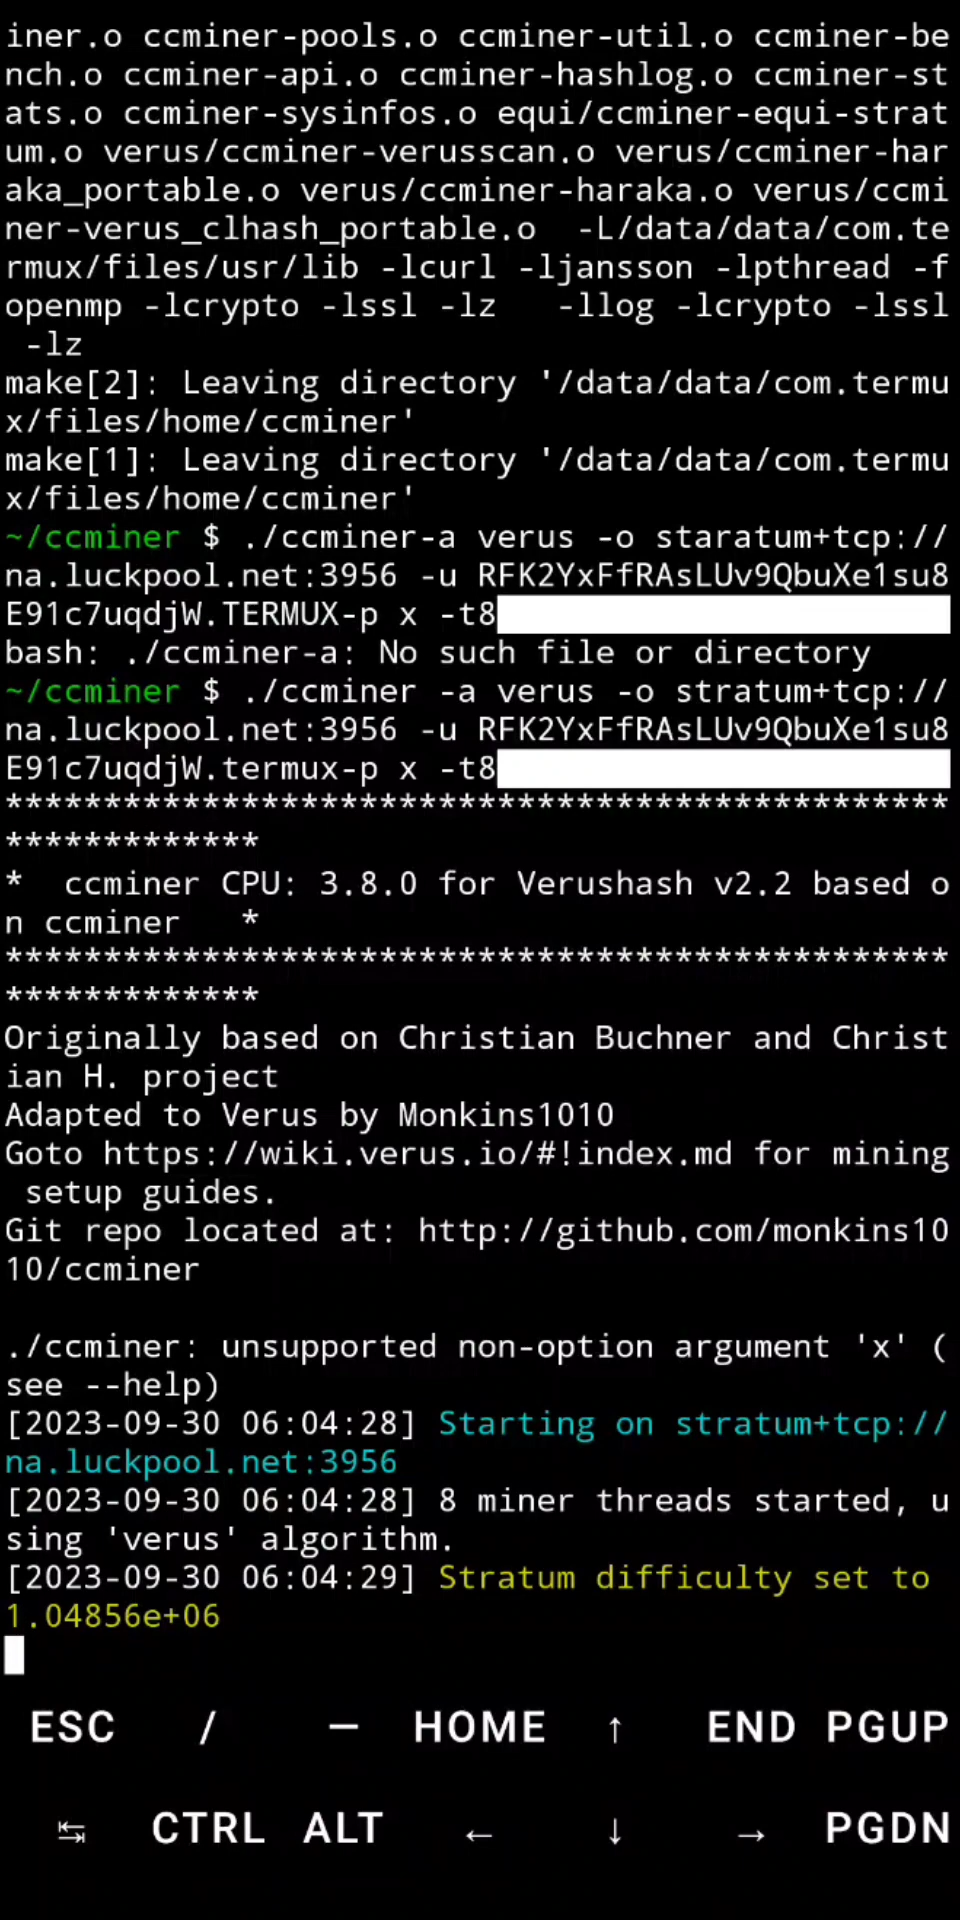 iner.o ccminer-pools.o ccminer-util.o ccminer-be
nch.o ccminer-api.o ccminer-hashlog.o ccminer-st
ats.o ccminer-sysinfos.o equi/ccminer-equi-strat
um.o verus/ccminer-verusscan.o verus/ccminer-har
aka_portable.o verus/ccminer-haraka.o verus/ccmi
ner-verus_clhash_portable.o  -L/data/data/com.te
rmux/files/usr/lib -lcurl -ljansson -lpthread -f
openmp -lcrypto -lssl -lz   -llog -lcrypto -lssl
 -lz
make[2]: Leaving directory '/data/data/com.termu
x/files/home/ccminer'
make[1]: Leaving directory '/data/data/com.termu
x/files/home/ccminer'
~/ccminer $ ./ccminer-a verus -o staratum+tcp://
na.luckpool.net:3956 -u RFK2YxFfRAsLUv9QbuXe1su8
E91c7uqdjW.TERMUX-p x -t8
bash: ./ccminer-a: No such file or directory
~/ccminer $ ./ccminer -a verus -o stratum+tcp://
na.luckpool.net:3956 -u RFK2YxFfRAsLUv9QbuXe1su8
E91c7uqdjW.termux-p x -t8
************************************************
*************
*  ccminer CPU: 3.8.0 for Verushash v2.2 based o
n ccminer   *
************************************************
*************
Originally based on Christian Buchner and Christ
ian H. project
Adapted to Verus by Monkins1010
Goto https://wiki.verus.io/#!index.md for mining
 setup guides.
Git repo located at: http://github.com/monkins10
10/ccminer
./ccminer: unsupported non-option argument 'x' (
see --help)
[2023-09-30 06:04:28] Starting on stratum+tcp://
na.luckpool.net:3956
[2023-09-30 06:04:28] 8 miner threads started, u
sing 'verus' algorithm.
[2023-09-30 06:04:29] Stratum difficulty set to
1.04856e+06
ESC / — HOME ↑ END PGUP
↹ CTRL ALT ← ↓ → PGDN